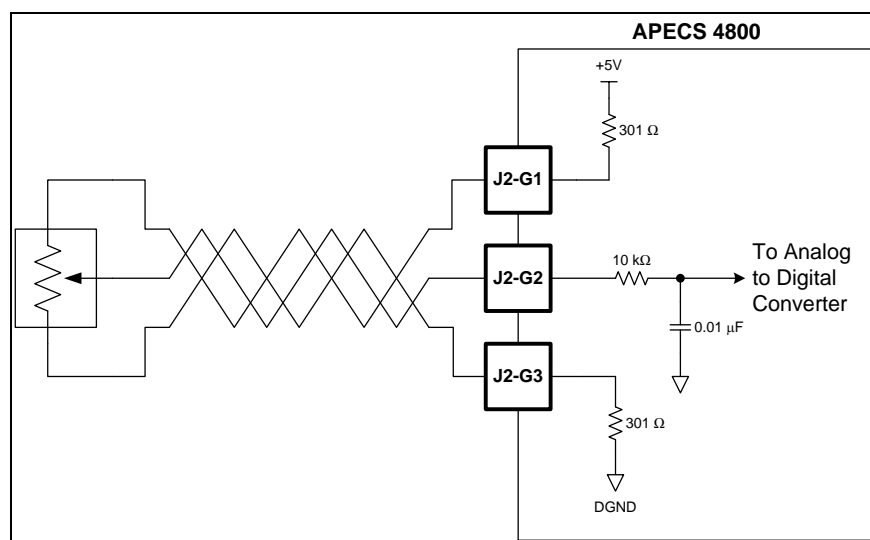 APECS 4800
+5V
301 Ω
J2-G1
J2-G2
10 kΩ
To Analog
to Digital
Converter
0.01 µF
J2-G3
301 Ω
DGND